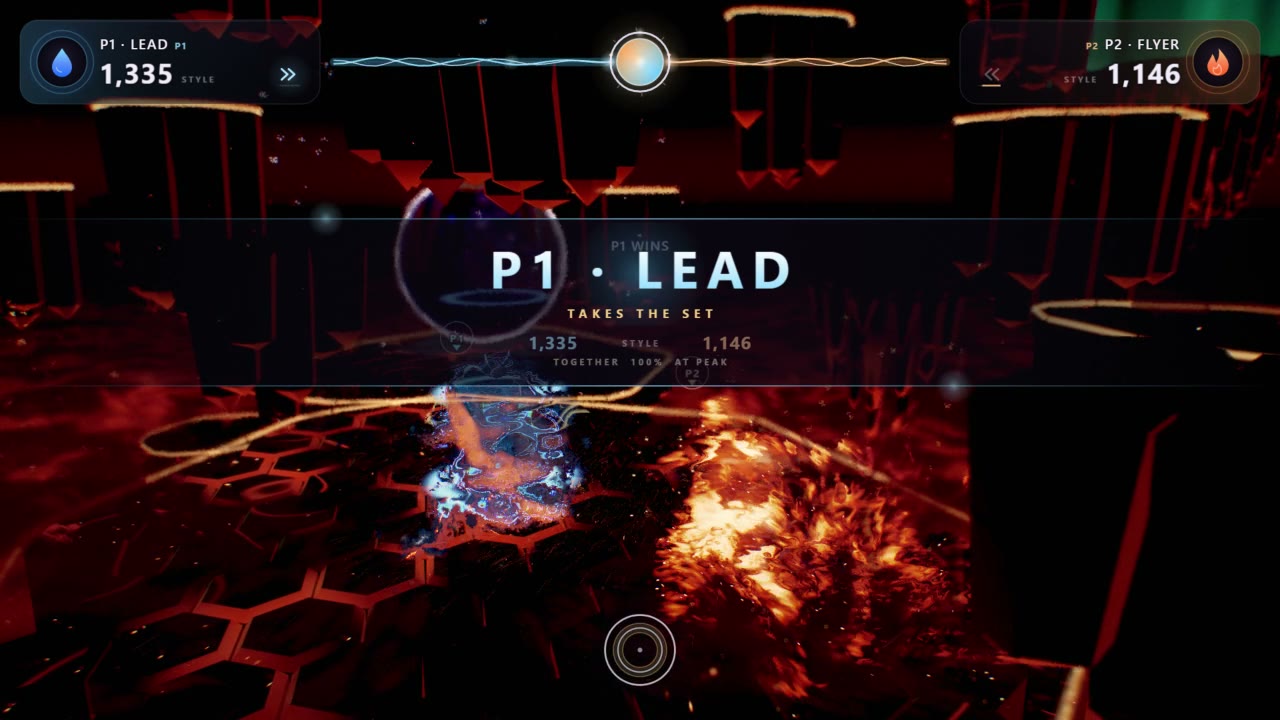 P1 · LEAD P1
1,335 STYLE
P2 P2 · FLYER
STYLE 1,146
P1 WINS
P1 · LEAD
TAKES THE SET
P1
1,335 STYLE 1,146
TOGETHER 100% AT PEAK
P2